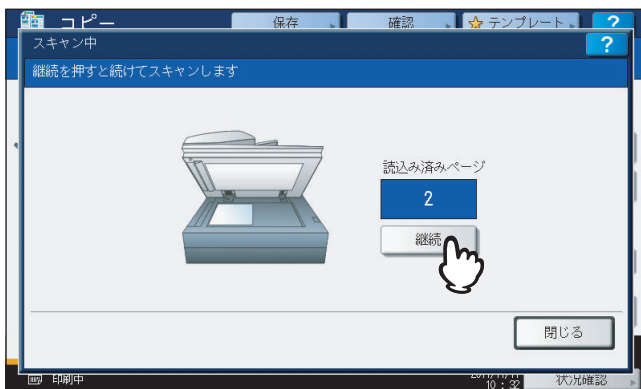 コピー
保存
確認
テンプレート
?
スキャン中
?
継続を押すと続けてスキャンします
読込み済みページ
2
継続
閉じる
印刷中
10:32
状況確認